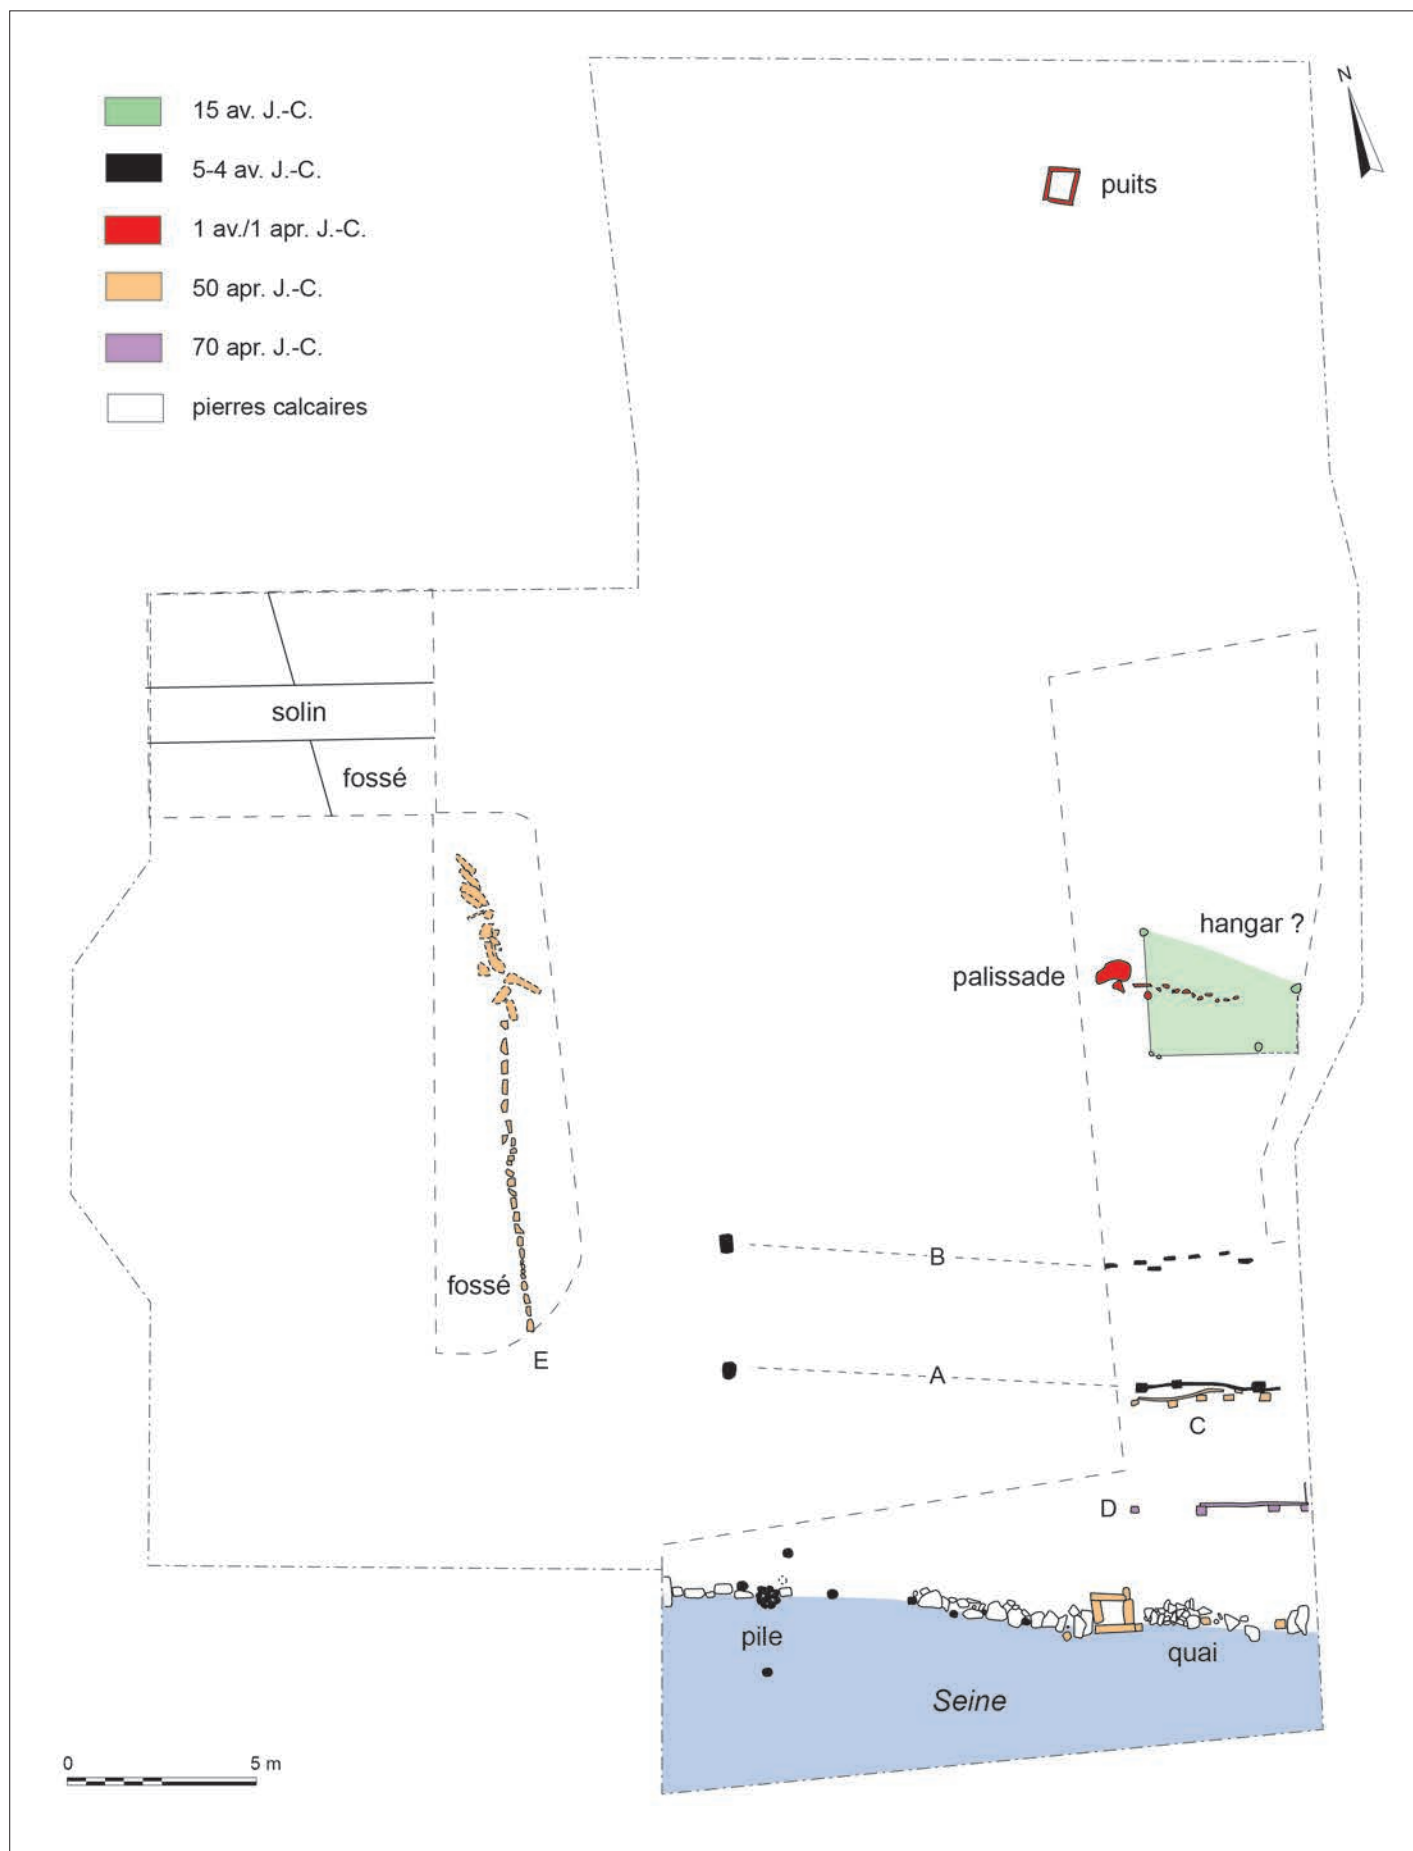 N
15 av. J.-C.
5-4 av. J.-C.
1 av./1 apr. J.-C.
50 apr. J.-C.
70 apr. J.-C.
pierres calcaires
puits
solin
fossé
hangar ?
palissade
B
fossé
E
A
C
D
pile
quai
Seine
0 5 m